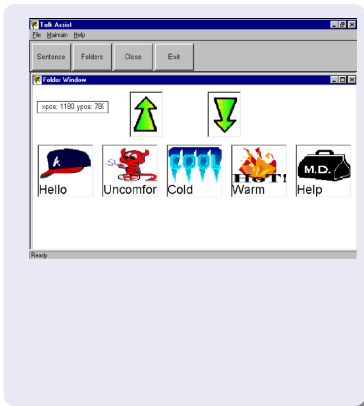 Talk Assist
File Maintain Help
Sentence Folders Close Exit
Folder Window
xpos: 1180 ypos: 78
A
COOL
HOT!
M.D.
Hello Uncomfor Cold Warm Help
Ready